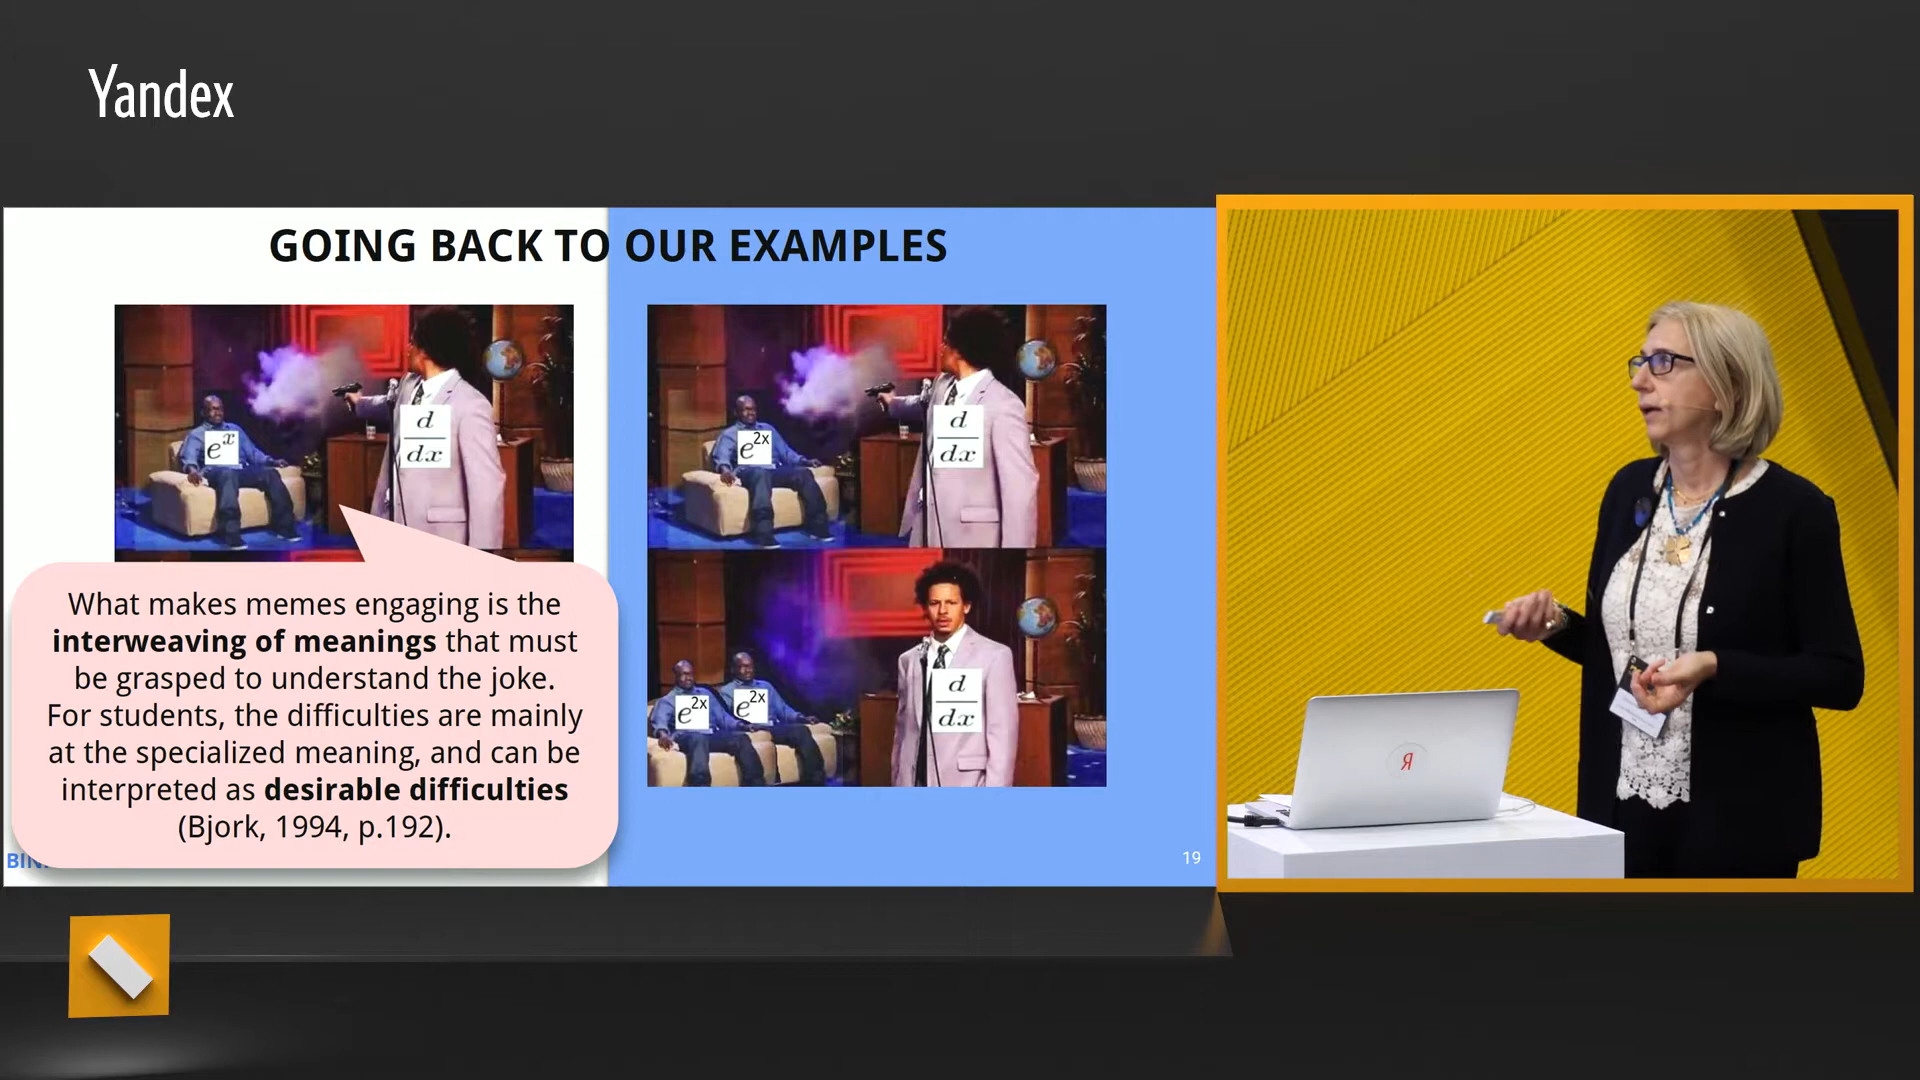 Yandex
GOING BACK TO OUR EXAMPLES
e^x
d
dx
e^2x
d
dx
e^2x
e^2x
d
dx
What makes memes engaging is the
interweaving of meanings that must
be grasped to understand the joke.
For students, the difficulties are mainly
at the specialized meaning, and can be
interpreted as desirable difficulties
(Bjork, 1994, p.192).
19
Я